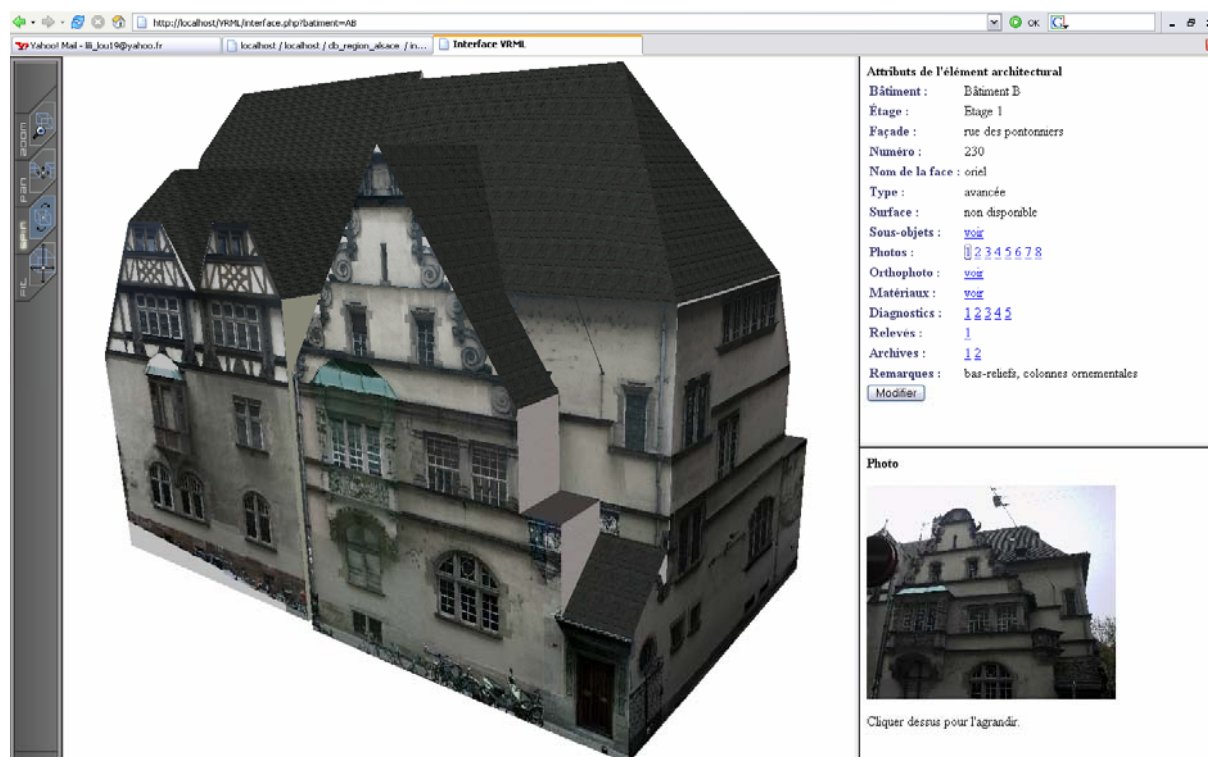 http://localhost/VRML/interface.php?batiment=AB
OK
Yahoo! Mail - lili_lou19@yahoo.fr
localhost / localhost / db_region_alsace / in...
Interface VRML
ZOOM
PAN
SPIN
FIT
Attributs de l'élément architectural
Bâtiment : Bâtiment B
Étage : Etage 1
Façade : rue des pontonniers
Numéro : 230
Nom de la face : oriel
Type : avancée
Surface : non disponible
Sous-objets : voir
Photos : 1 2 3 4 5 6 7 8
Orthophoto : voir
Matériaux : voir
Diagnostics : 1 2 3 4 5
Relevés : 1
Archives : 1 2
Remarques : bas-reliefs, colonnes ornementales
Modifier
Photo
Cliquer dessus pour l'agrandir.